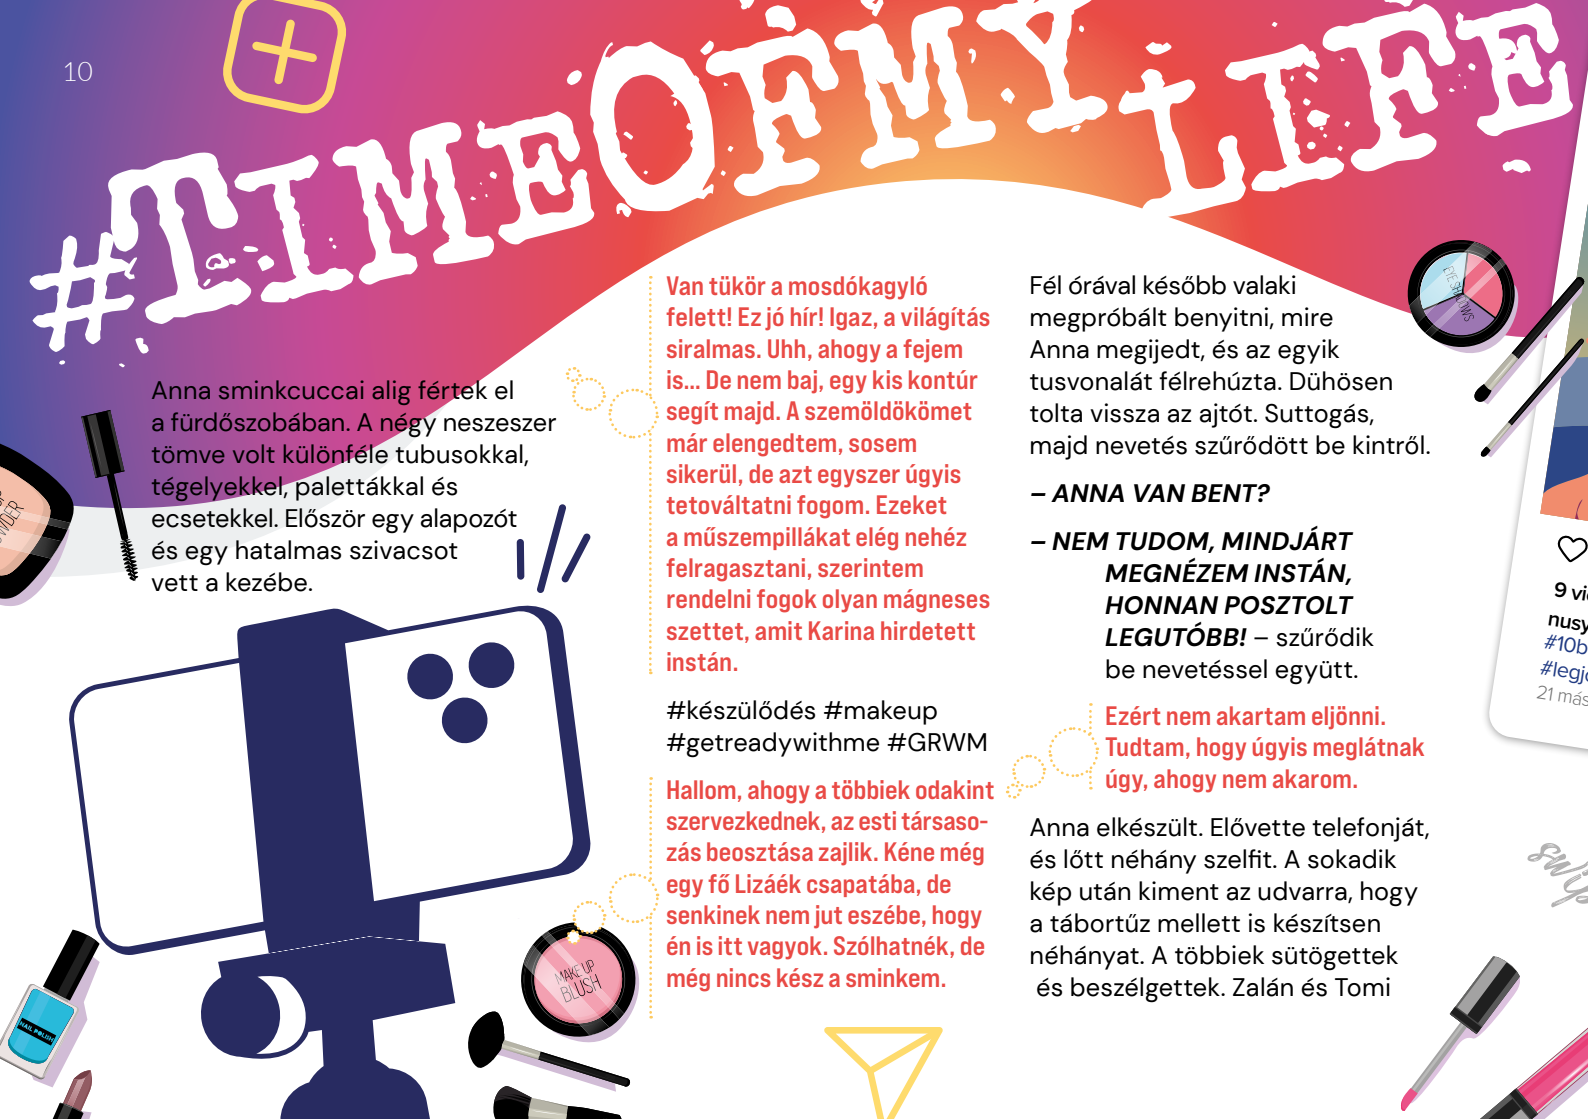 10
#TIMEOFMYLIFE
Anna sminkcuccai alig fértek el
a fürdőszobában. A négy neszeszer
tömve volt különféle tubusokkal,
tégelyekkel, palettákkal és
ecsetekkel. Először egy alapozót
és egy hatalmas szivacsot
vett a kezébe.
Van tükör a mosdókagyló
felett! Ez jó hír! Igaz, a világítás
siralmas. Uhh, ahogy a fejem
is... De nem baj, egy kis kontúr
segít majd. A szemöldökömet
már elengedtem, sosem
sikerül, de azt egyszer úgyis
tetováltatni fogom. Ezeket
a műszempillákat elég nehéz
felragasztani, szerintem
rendelni fogok olyan mágneses
szettet, amit Karina hirdetett
instán.
#készülődés #makeup
#getreadywithme #GRWM
Hallom, ahogy a többiek odakint
szervezkednek, az esti társaso-
zás beosztása zajlik. Kéne még
egy fő Lizáék csapatába, de
senkinek nem jut eszébe, hogy
én is itt vagyok. Szólhatnék, de
még nincs kész a sminkem.
Fél órával később valaki
megpróbált benyitni, mire
Anna megijedt, és az egyik
tusvonalát félrehúzta. Dühösen
tolta vissza az ajtót. Suttogás,
majd nevetés szűrődött be kintről.
– ANNA VAN BENT?
– NEM TUDOM, MINDJÁRT
MEGNÉZEM INSTÁN,
HONNAN POSZTOLT
LEGUTÓBB! – szűrődik
be nevetéssel együtt.
Ezért nem akartam eljönni.
Tudtam, hogy úgyis meglátnak
úgy, ahogy nem akarom.
Anna elkészült. Elővette telefonját,
és lőtt néhány szelfit. A sokadik
kép után kiment az udvarra, hogy
a tábortűz mellett is készítsen
néhányat. A többiek sütögettek
és beszélgettek. Zalán és Tomi
EYE SHADOWS
MAKE UP
BLUSH
NAIL POLISH
9
#10b
21